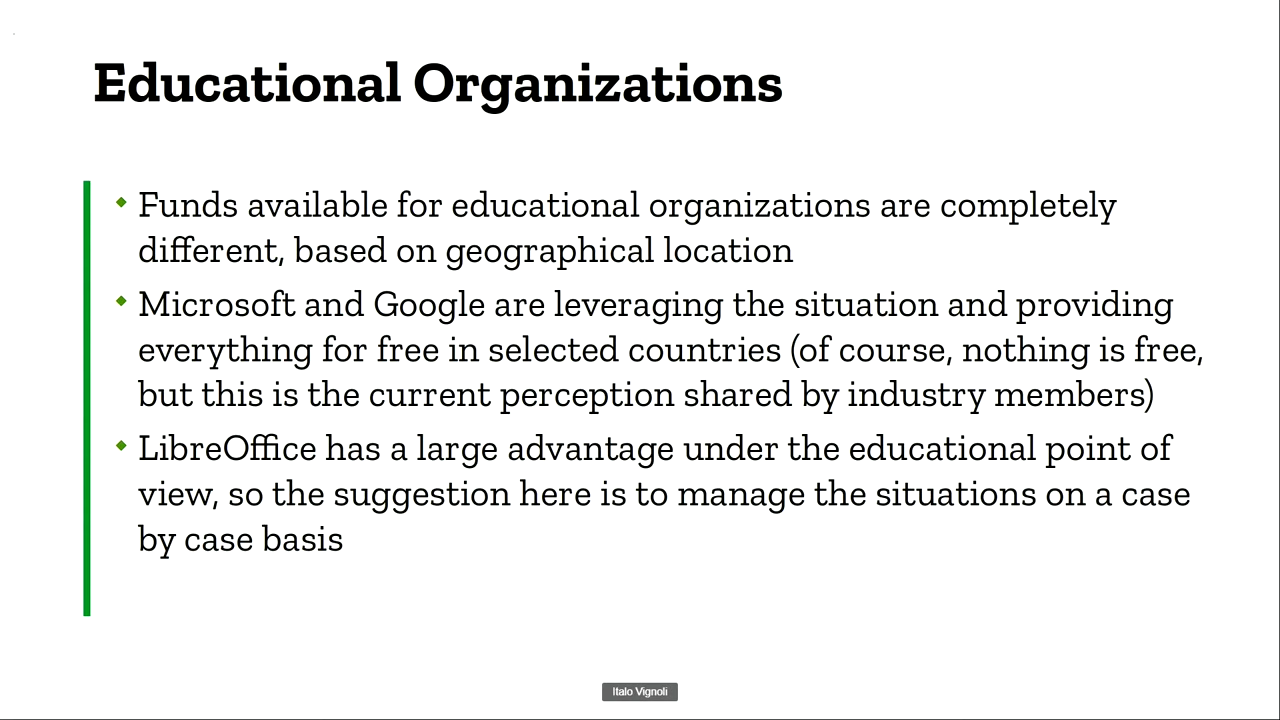 Educational Organizations
Funds available for educational organizations are completely
different, based on geographical location
Microsoft and Google are leveraging the situation and providing
everything for free in selected countries (of course, nothing is free,
but this is the current perception shared by industry members)
LibreOffice has a large advantage under the educational point of
view, so the suggestion here is to manage the situations on a case
by case basis
Italo Vignoli